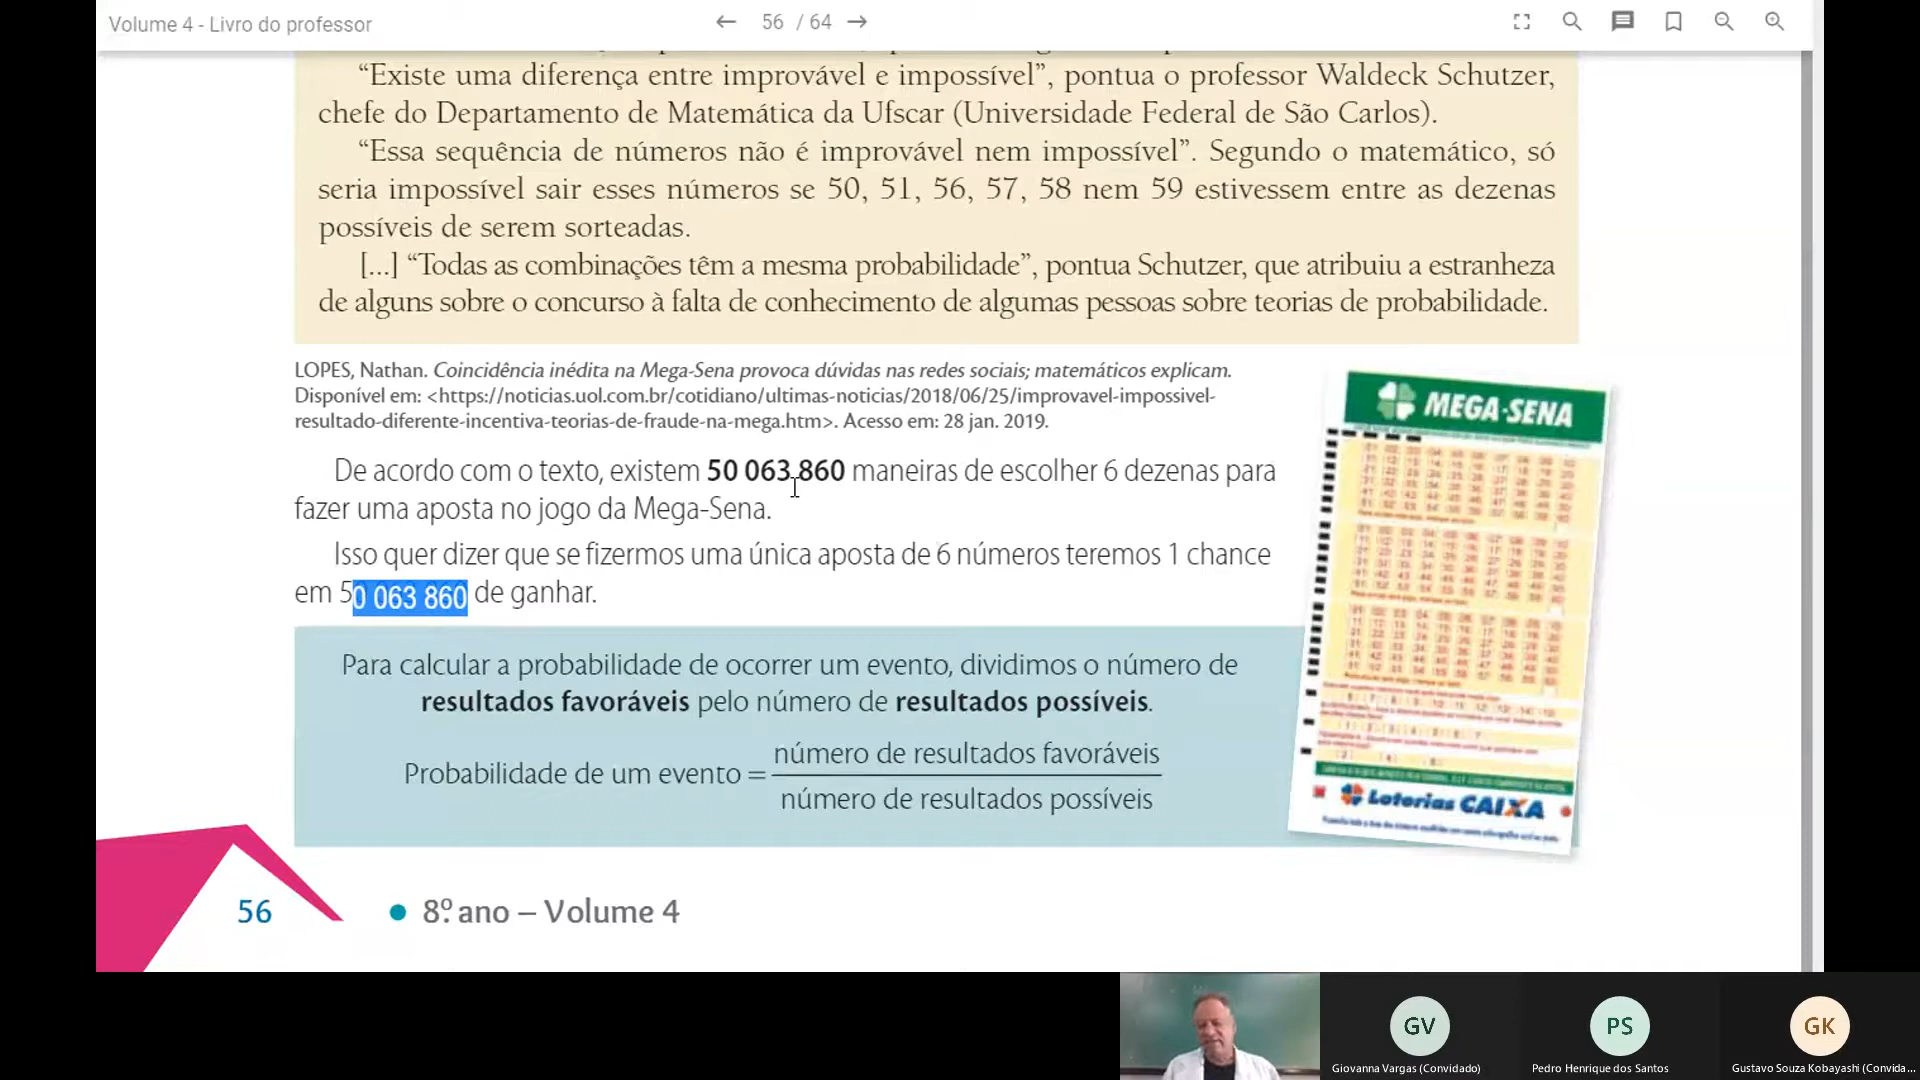 Volume 4 - Livro do professor
56 / 64
“Existe uma diferença entre improvável e impossível”, pontua o professor Waldeck Schutzer,
chefe do Departamento de Matemática da Ufscar (Universidade Federal de São Carlos).
“Essa sequência de números não é improvável nem impossível”. Segundo o matemático, só
seria impossível sair esses números se 50, 51, 56, 57, 58 nem 59 estivessem entre as dezenas
possíveis de serem sorteadas.
[...] “Todas as combinações têm a mesma probabilidade”, pontua Schutzer, que atribuiu a estranheza
de alguns sobre o concurso à falta de conhecimento de algumas pessoas sobre teorias de probabilidade.
LOPES, Nathan. Coincidência inédita na Mega-Sena provoca dúvidas nas redes sociais; matemáticos explicam.
Disponível em: <https://noticias.uol.com.br/cotidiano/ultimas-noticias/2018/06/25/improvavel-impossivel-
resultado-diferente-incentiva-teorias-de-fraude-na-mega.htm>. Acesso em: 28 jan. 2019.
De acordo com o texto, existem 50 063 860 maneiras de escolher 6 dezenas para
fazer uma aposta no jogo da Mega-Sena.
Isso quer dizer que se fizermos uma única aposta de 6 números teremos 1 chance
em 50 063 860 de ganhar.
MEGA-SENA
Loterias CAIXA
Para calcular a probabilidade de ocorrer um evento, dividimos o número de
resultados favoráveis pelo número de resultados possíveis.
número de resultados favoráveis
Probabilidade de um evento =
número de resultados possíveis
56
8º. ano – Volume 4
GV
PS
GK
Giovanna Vargas (Convidado)
Pedro Henrique dos Santos
Gustavo Souza Kobayashi (Convida...